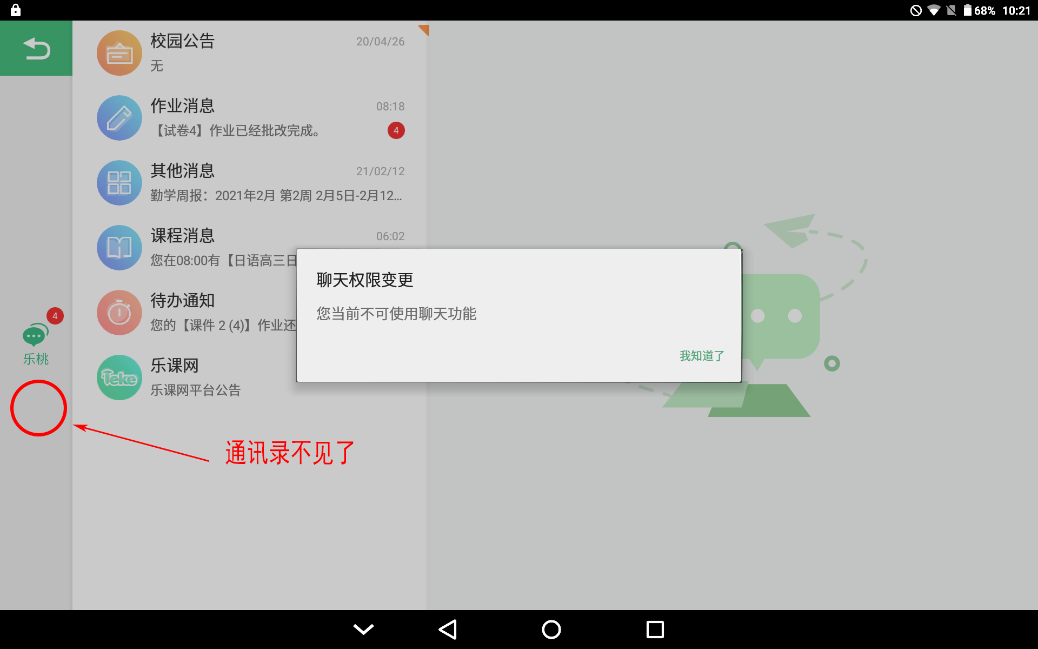 68% 10:21
校园公告 20/04/26
无
作业消息 08:18
【试卷4】作业已经批改完成。 4
其他消息 21/02/12
勤学周报：2021年2月 第2周 2月5日-2月12...
课程消息 06:02
您在08:00有【日语高三日
聊天权限变更
您当前不可使用聊天功能
我知道了
待办通知
您的【课件 2 (4)】作业还
4
乐桃
乐课网
Teke
乐课网平台公告
通讯录不见了